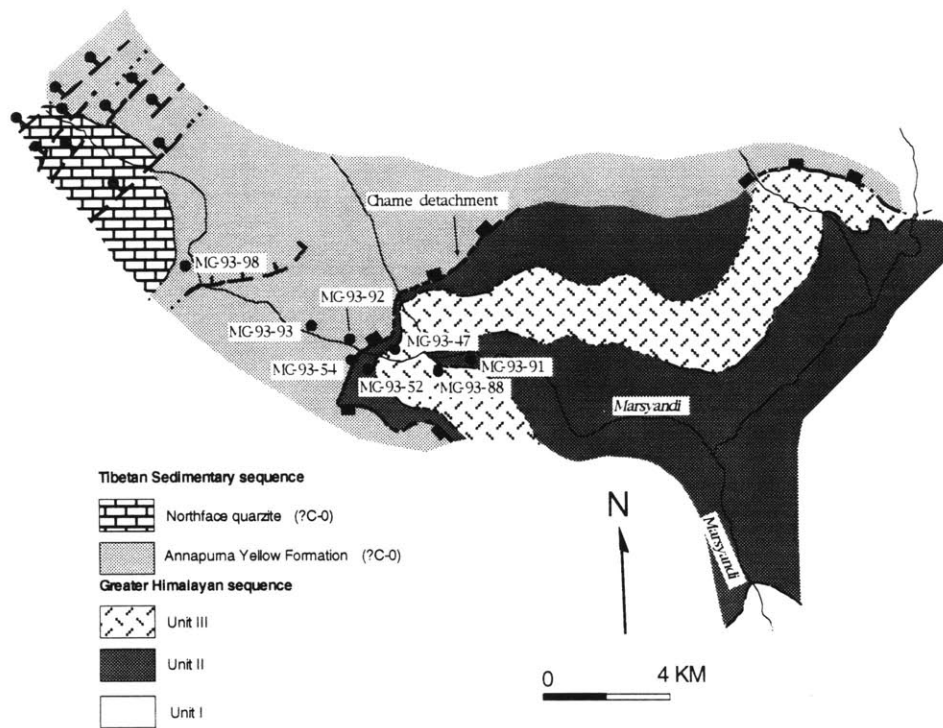 Chame detachment
MG-93-98
MG-93-92
MG-93-93
MG-93-47
MG-93-54
MG-93-91
MG-93-52
MG-93-88
Marsyandi
Marsyandi
Tibetan Sedimentary sequence
Northface quarzite (?C-0)
Annapurna Yellow Formation (?C-0)
Greater Himalayan sequence
Unit III
Unit II
Unit I
N
0 4 KM